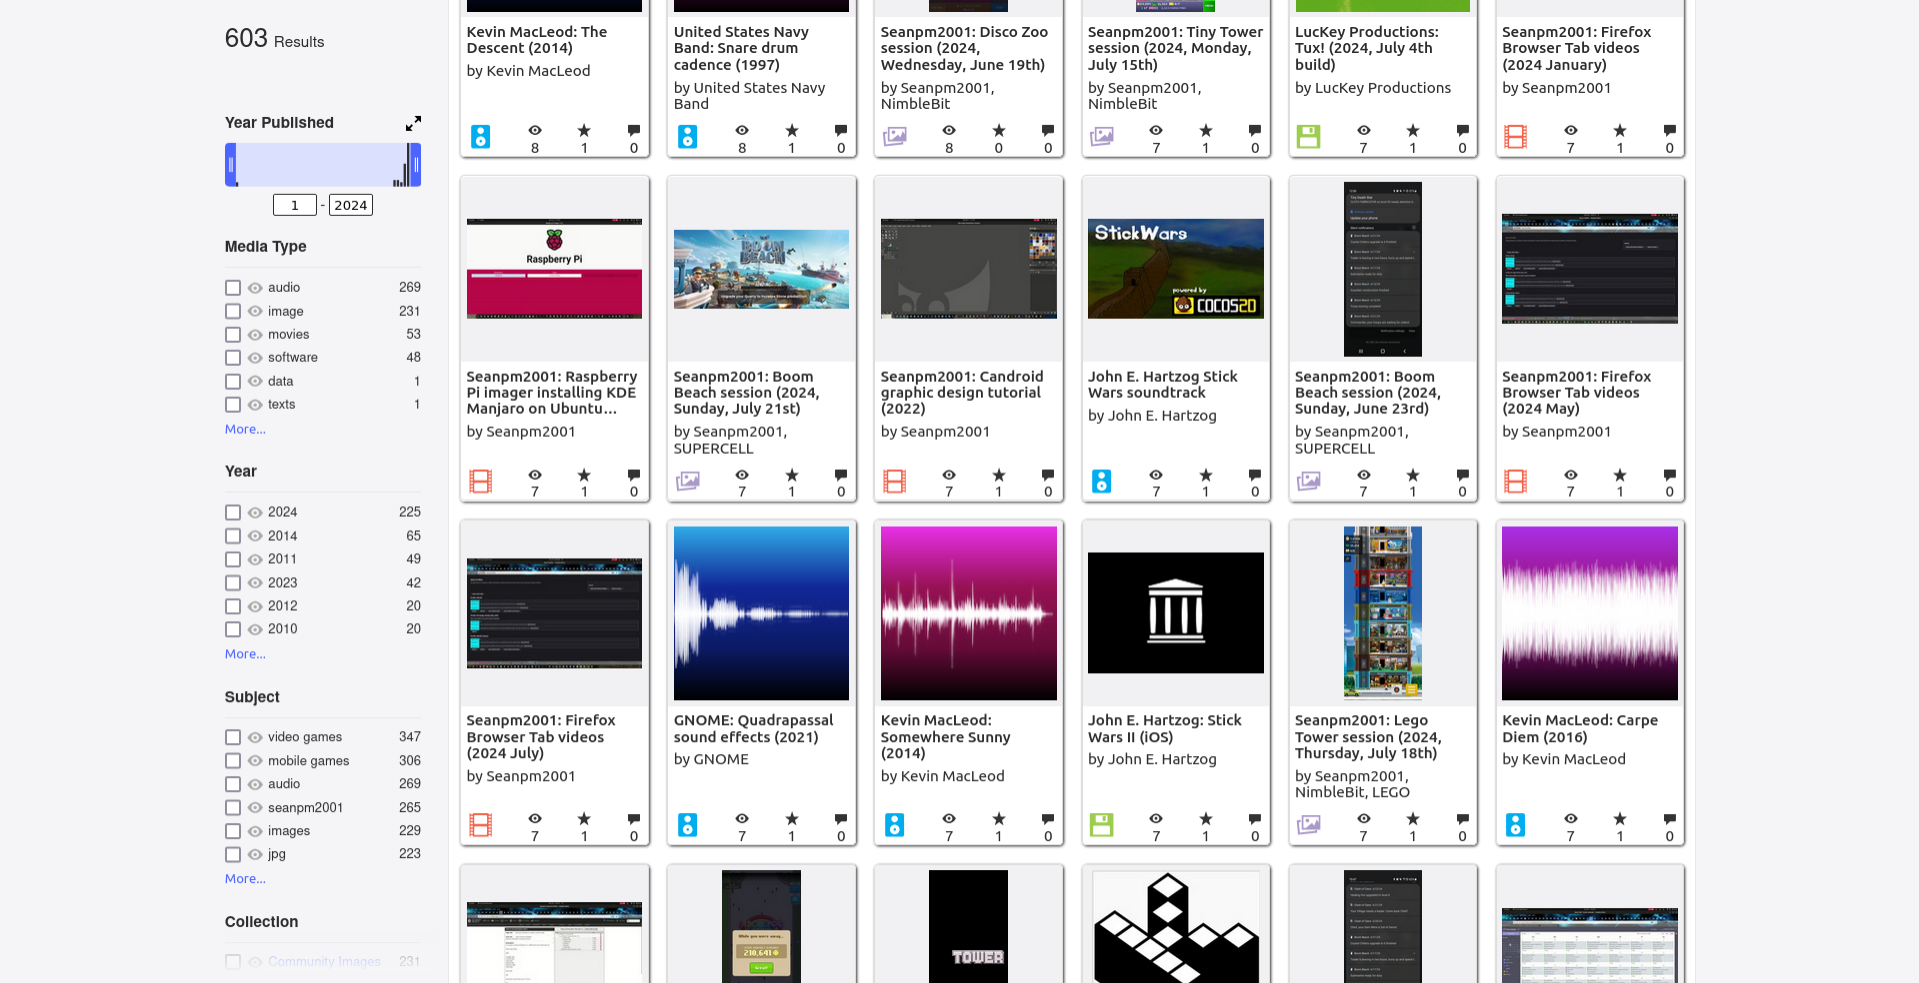 603 Results
Year Published
1 - 2024
Media Type
audio 269
image 231
movies 53
software 48
data 1
texts 1
More...
Year
2024 225
2014 65
2011 49
2023 42
2012 20
2010 20
More...
Subject
video games 347
mobile games 306
audio 269
seanpm2001 265
images 229
jpg 223
More...
Collection
Community Images 231
Kevin MacLeod: The
Descent (2014)
by Kevin MacLeod
8 1 0
United States Navy
Band: Snare drum
cadence (1997)
by United States Navy
Band
8 1 0
Seanpm2001: Disco Zoo
session (2024,
Wednesday, June 19th)
by Seanpm2001,
NimbleBit
8 0 0
Seanpm2001: Tiny Tower
session (2024, Monday,
July 15th)
by Seanpm2001,
NimbleBit
7 1 0
LucKey Productions:
Tux! (2024, July 4th
build)
by LucKey Productions
7 1 0
Seanpm2001: Firefox
Browser Tab videos
(2024 January)
by Seanpm2001
7 1 0
Raspberry Pi
Seanpm2001: Raspberry
Pi imager installing KDE
Manjaro on Ubuntu...
by Seanpm2001
7 1 0
BOOM
BEACH
Seanpm2001: Boom
Beach session (2024,
Sunday, July 21st)
by Seanpm2001,
SUPERCELL
7 1 0
Seanpm2001: Candroid
graphic design tutorial
(2022)
by Seanpm2001
7 1 0
StickWars
powered by
COCOS2D
John E. Hartzog Stick
Wars soundtrack
by John E. Hartzog
7 1 0
Seanpm2001: Boom
Beach session (2024,
Sunday, June 23rd)
by Seanpm2001,
SUPERCELL
7 1 0
Seanpm2001: Firefox
Browser Tab videos
(2024 May)
by Seanpm2001
7 1 0
Seanpm2001: Firefox
Browser Tab videos
(2024 July)
by Seanpm2001
7 1 0
GNOME: Quadrapassal
sound effects (2021)
by GNOME
7 1 0
Kevin MacLeod:
Somewhere Sunny
(2014)
by Kevin MacLeod
7 1 0
John E. Hartzog: Stick
Wars II (iOS)
by John E. Hartzog
7 1 0
Seanpm2001: Lego
Tower session (2024,
Thursday, July 18th)
by Seanpm2001,
NimbleBit, LEGO
7 1 0
Kevin MacLeod: Carpe
Diem (2016)
by Kevin MacLeod
7 1 0
While you were away...
210,641
TOWER